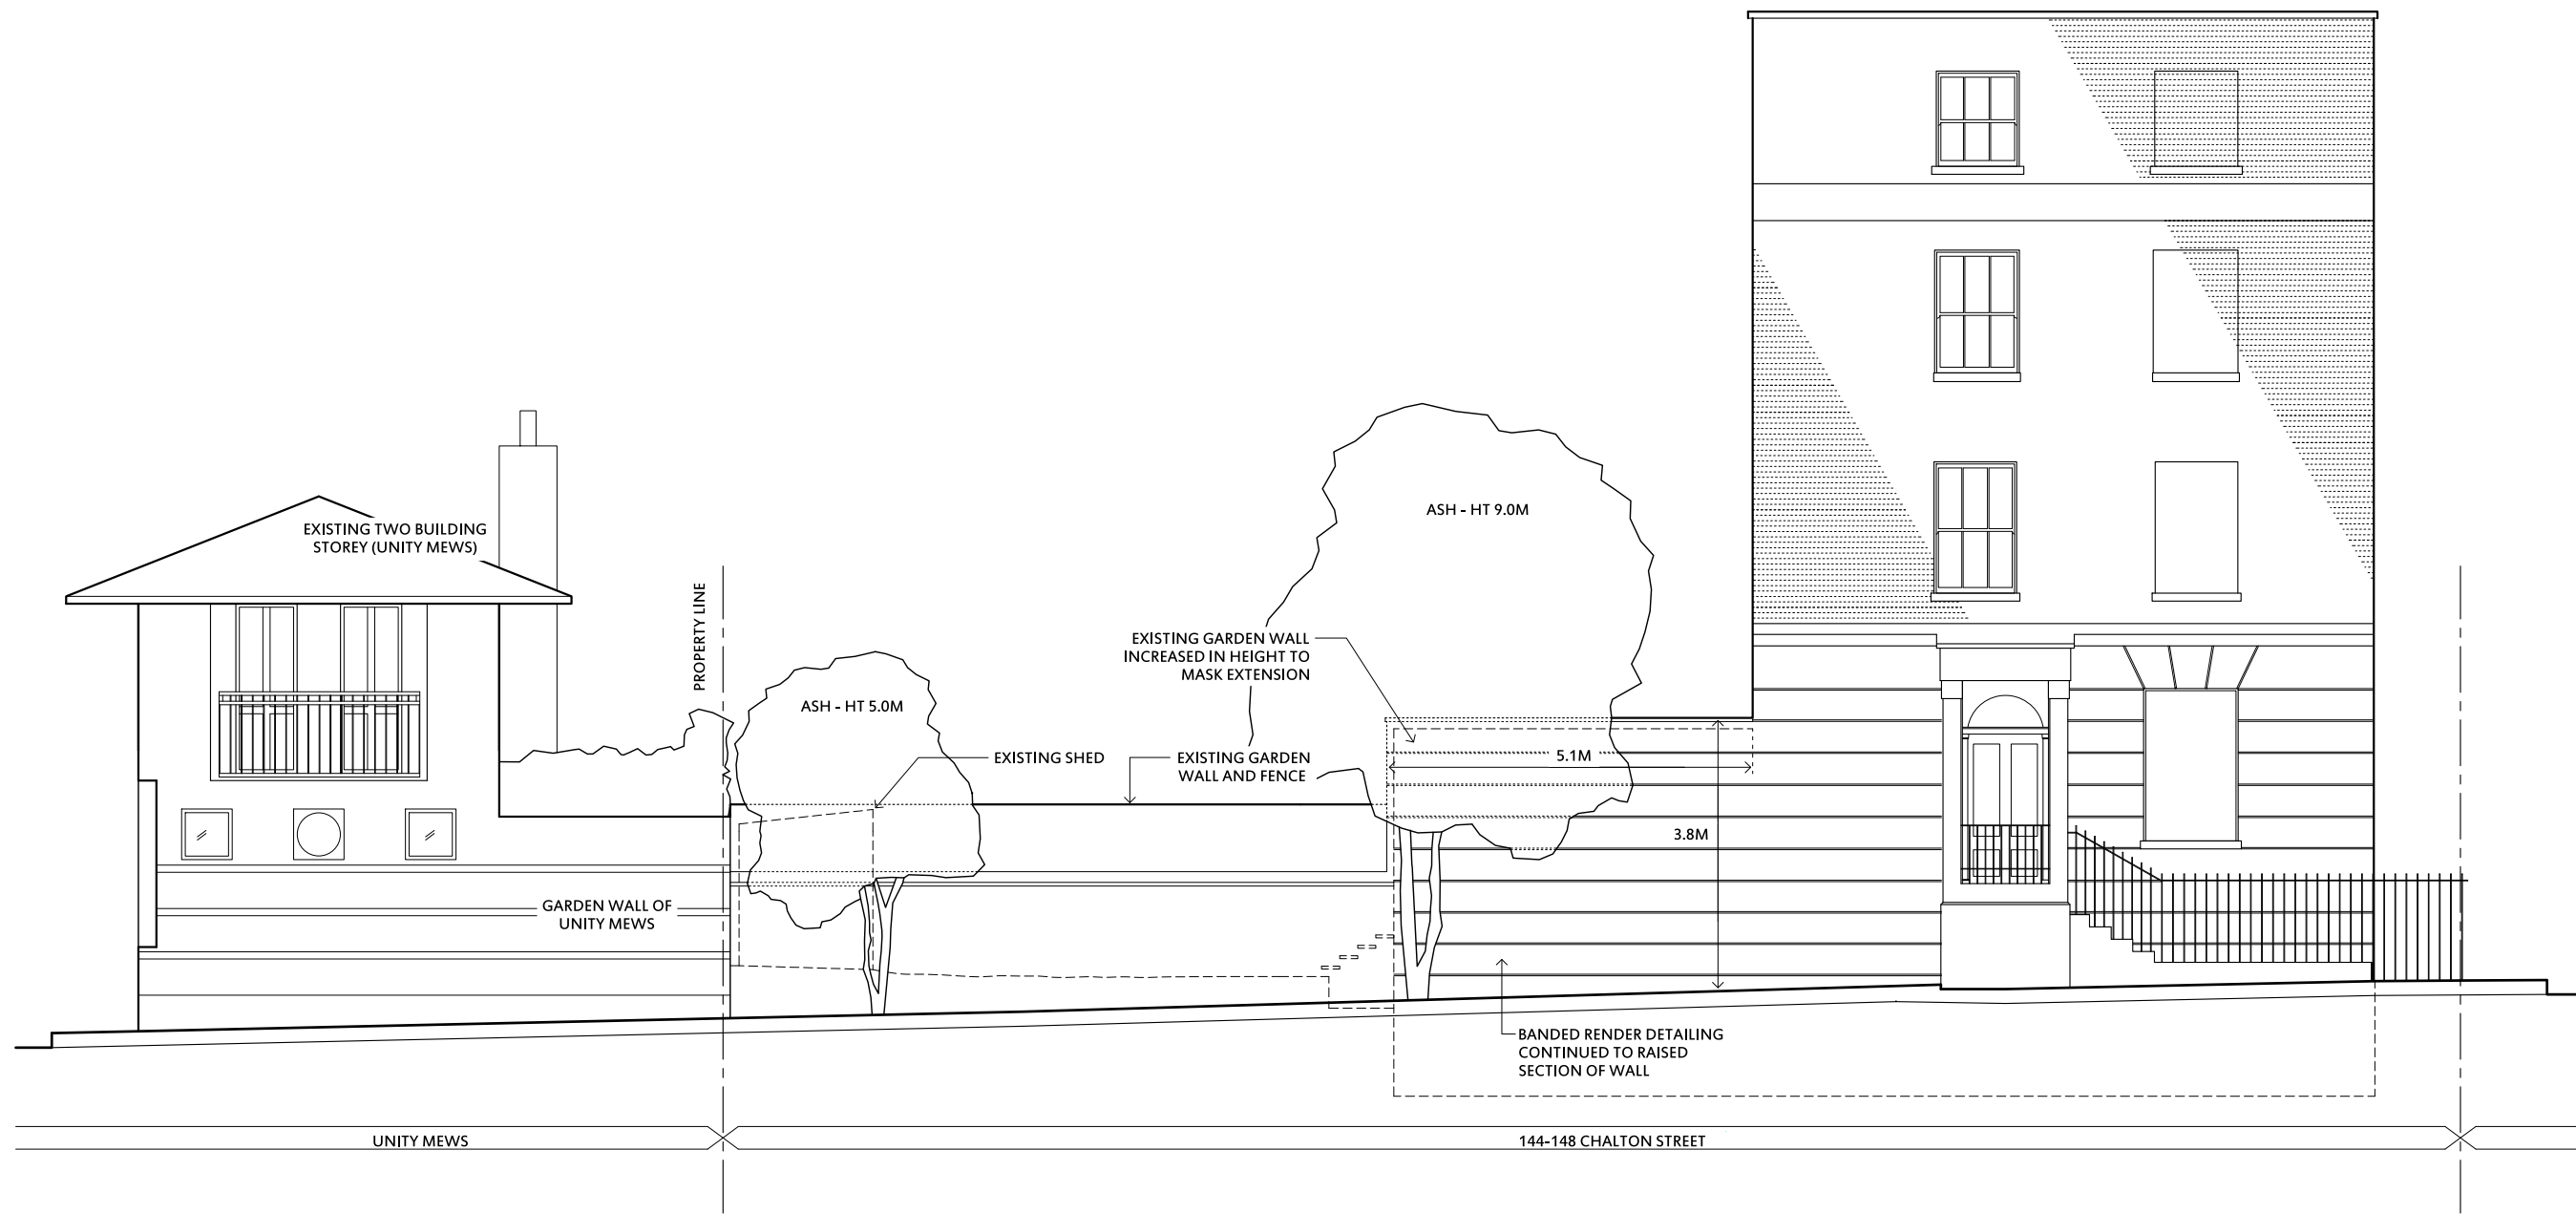 EXISTING TWO BUILDING
STOREY (UNITY MEWS)
PROPERTY LINE
ASH - HT 5.0M
EXISTING SHED
EXISTING GARDEN WALL
INCREASED IN HEIGHT TO
MASK EXTENSION
EXISTING GARDEN
WALL AND FENCE
ASH - HT 9.0M
5.1M
3.8M
GARDEN WALL OF
UNITY MEWS
BANDED RENDER DETAILING
CONTINUED TO RAISED
SECTION OF WALL
UNITY MEWS
144-148 CHALTON STREET